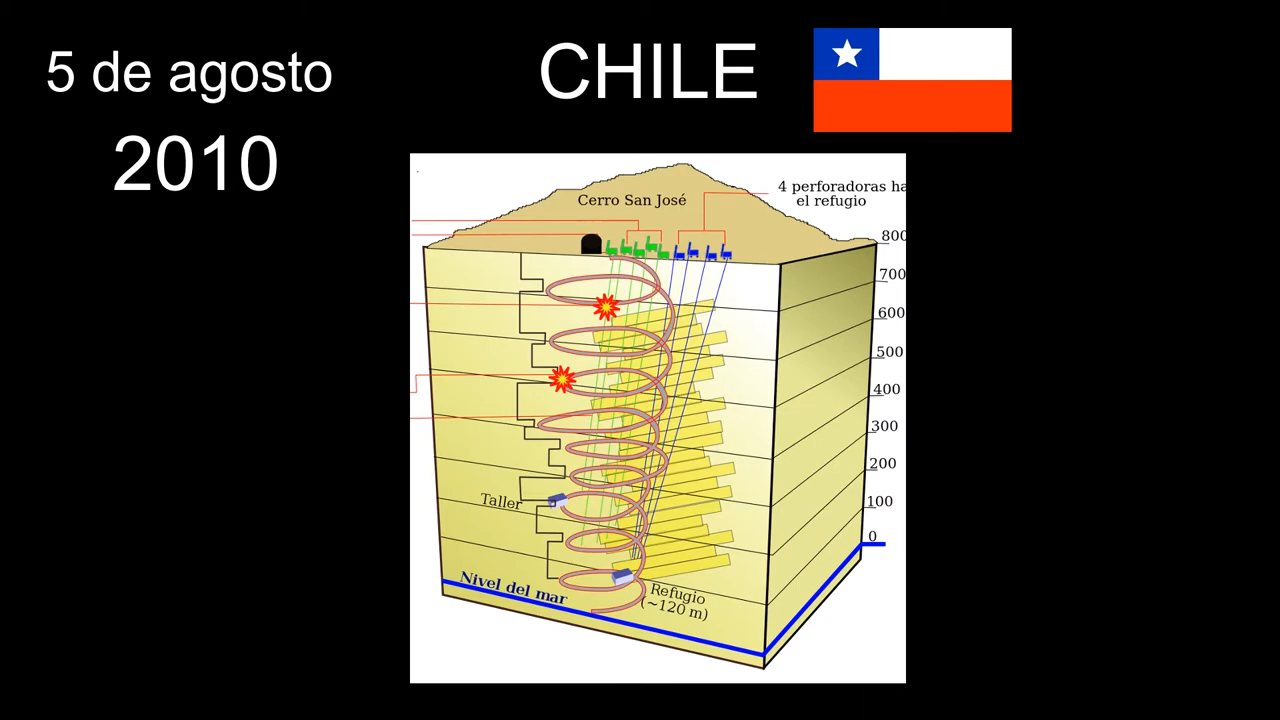 5 de agosto
2010
CHILE
4 perforadoras ha
el refugio
Cerro San José
800
700
600
500
400
300
200
100
0
Taller
Refugio
(~120 m)
Nivel del mar